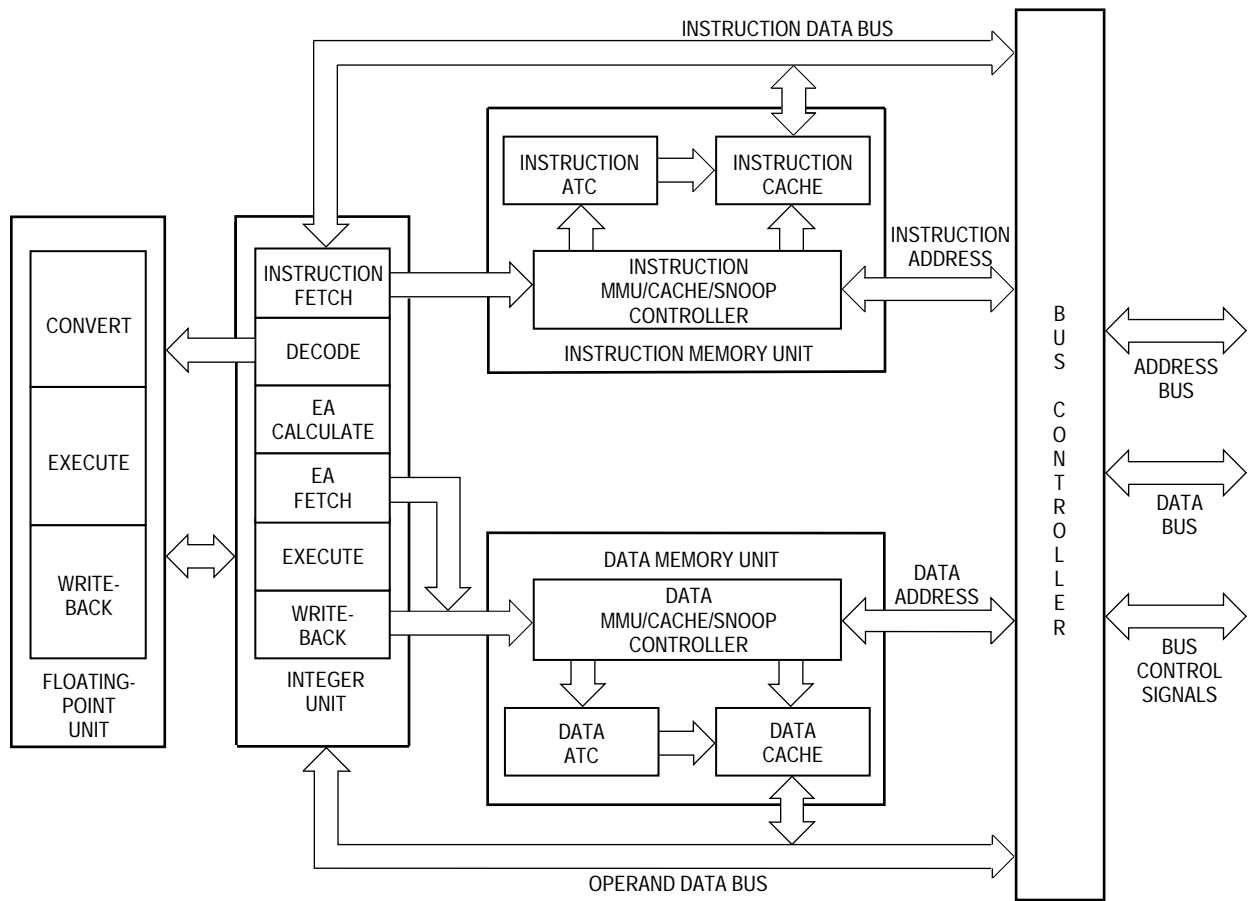 INSTRUCTION DATA BUS
INSTRUCTION
ATC
INSTRUCTION
CACHE
INSTRUCTION
MMU/CACHE/SNOOP
CONTROLLER
INSTRUCTION MEMORY UNIT
INSTRUCTION
ADDRESS
CONVERT
EXECUTE
WRITE-
BACK
FLOATING-
POINT
UNIT
INSTRUCTION
FETCH
DECODE
EA
CALCULATE
EA
FETCH
EXECUTE
WRITE-
BACK
INTEGER
UNIT
DATA MEMORY UNIT
DATA
MMU/CACHE/SNOOP
CONTROLLER
DATA
ATC
DATA
CACHE
DATA
ADDRESS
OPERAND DATA BUS
BUS CONTROLLER
ADDRESS
BUS
DATA
BUS
BUS
CONTROL
SIGNALS